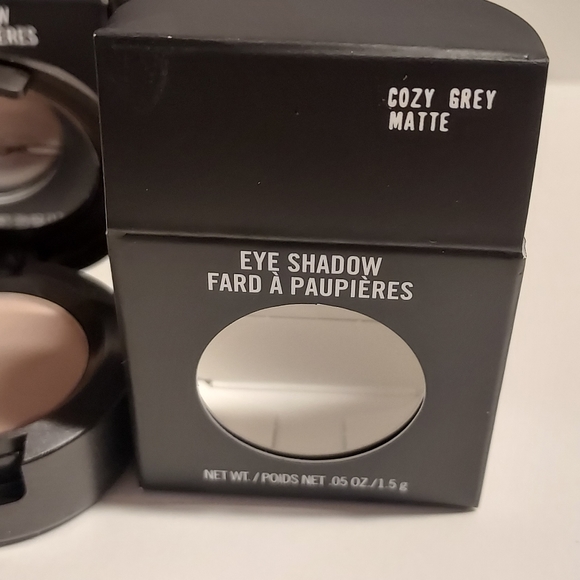 COZY GREY
MATTE
EYE SHADOW
FARD À PAUPIÈRES
NET WT./POIDS NET .05 OZ./1.5 g